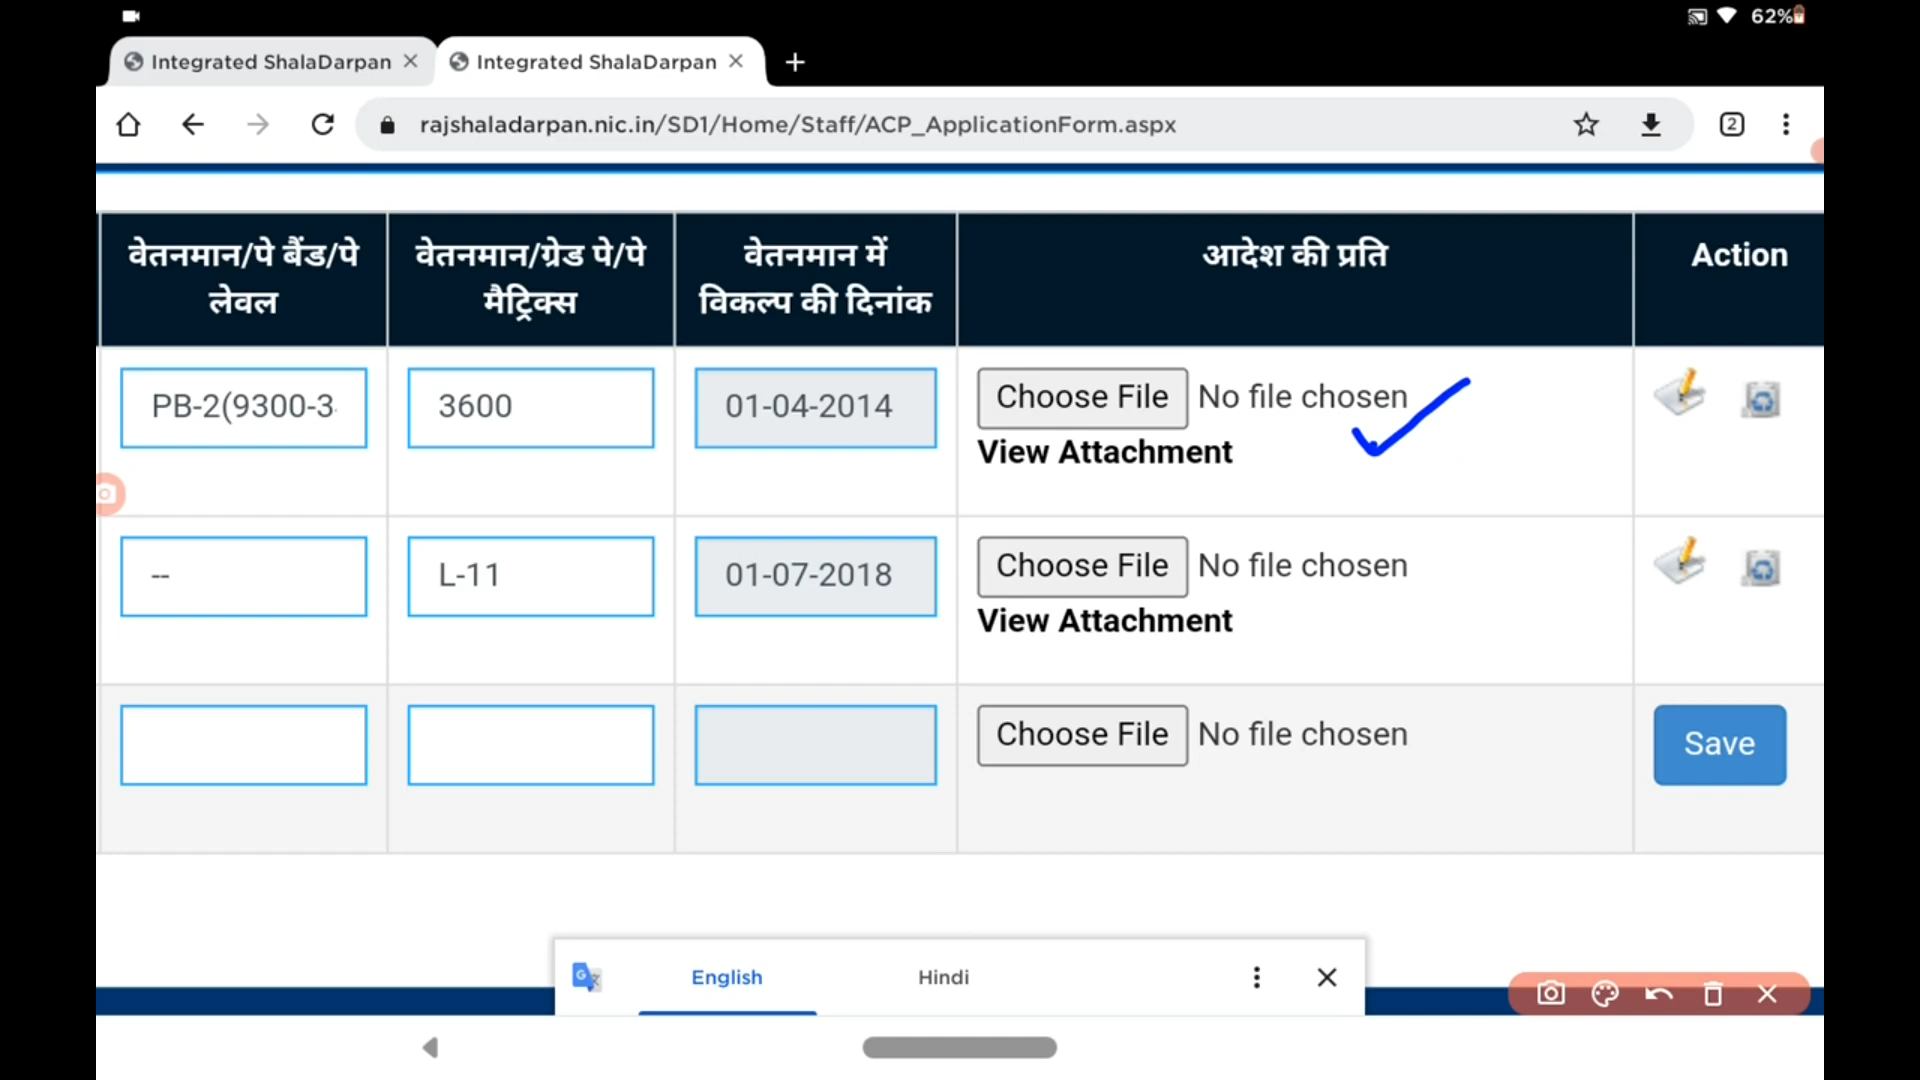 62%
Integrated ShalaDarpan
Integrated ShalaDarpan
rajshaladarpan.nic.in/SD1/Home/Staff/ACP_ApplicationForm.aspx
2
वेतनमान/पे बैंड/पे
लेवल
वेतनमान/ग्रेड पे/पे
मैट्रिक्स
वेतनमान में
विकल्प की दिनांक
आदेश की प्रति
Action
PB-2(9300-3
3600
01-04-2014
Choose File No file chosen
View Attachment
--
L-11
01-07-2018
Choose File No file chosen
View Attachment
Choose File No file chosen
Save
English
Hindi